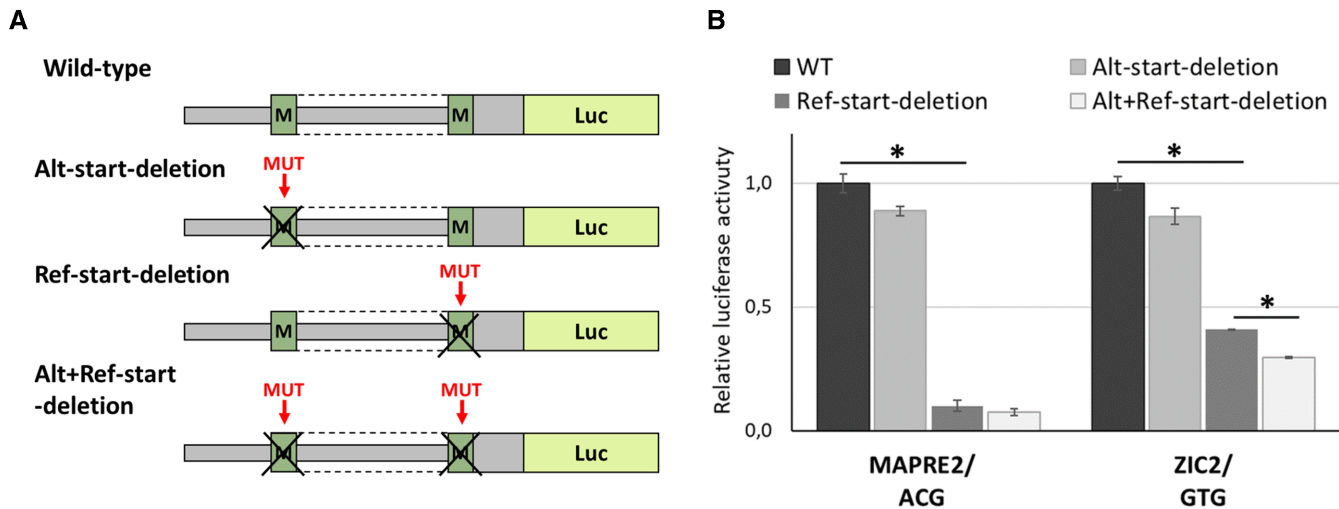 A
Wild-type
M
M
Luc
Alt-start-deletion
MUT
M
M
Luc
Ref-start-deletion
MUT
M
M
Luc
Alt+Ref-start
-deletion
MUT
MUT
M
M
Luc
B
WT
Alt-start-deletion
Ref-start-deletion
Alt+Ref-start-deletion
Relative luciferase activuty
1,0
0,5
0,0
*
*
*
MAPRE2/
ACG
ZIC2/
GTG